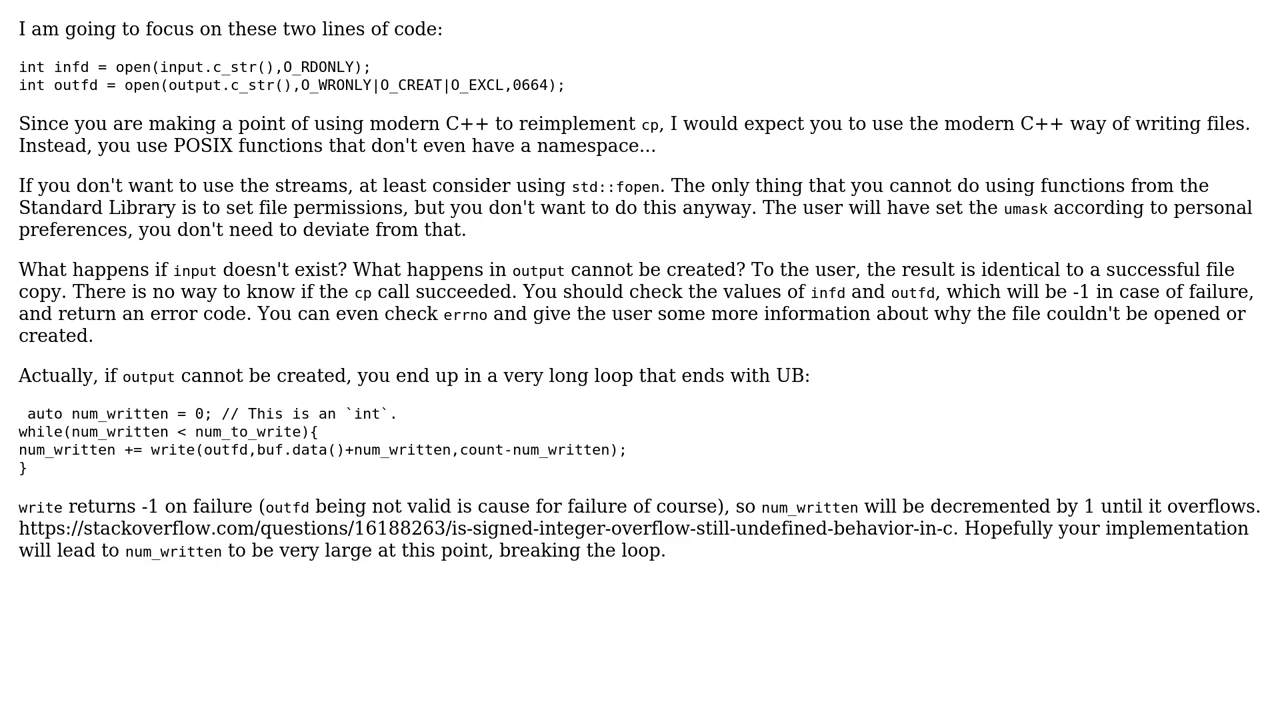 I am going to focus on these two lines of code:
int infd = open(input.c_str(),O_RDONLY);
int outfd = open(output.c_str(),O_WRONLY|O_CREAT|O_EXCL,0664);
Since you are making a point of using modern C++ to reimplement cp, I would expect you to use the modern C++ way of writing files.
Instead, you use POSIX functions that don't even have a namespace...
If you don't want to use the streams, at least consider using std::fopen. The only thing that you cannot do using functions from the
Standard Library is to set file permissions, but you don't want to do this anyway. The user will have set the umask according to personal
preferences, you don't need to deviate from that.
What happens if input doesn't exist? What happens in output cannot be created? To the user, the result is identical to a successful file
copy. There is no way to know if the cp call succeeded. You should check the values of infd and outfd, which will be -1 in case of failure,
and return an error code. You can even check errno and give the user some more information about why the file couldn't be opened or
created.
Actually, if output cannot be created, you end up in a very long loop that ends with UB:
auto num_written = 0; // This is an `int`.
while(num_written < num_to_write){
num_written += write(outfd,buf.data()+num_written,count-num_written);
}
write returns -1 on failure (outfd being not valid is cause for failure of course), so num_written will be decremented by 1 until it overflows.
https://stackoverflow.com/questions/16188263/is-signed-integer-overflow-still-undefined-behavior-in-c. Hopefully your implementation
will lead to num_written to be very large at this point, breaking the loop.